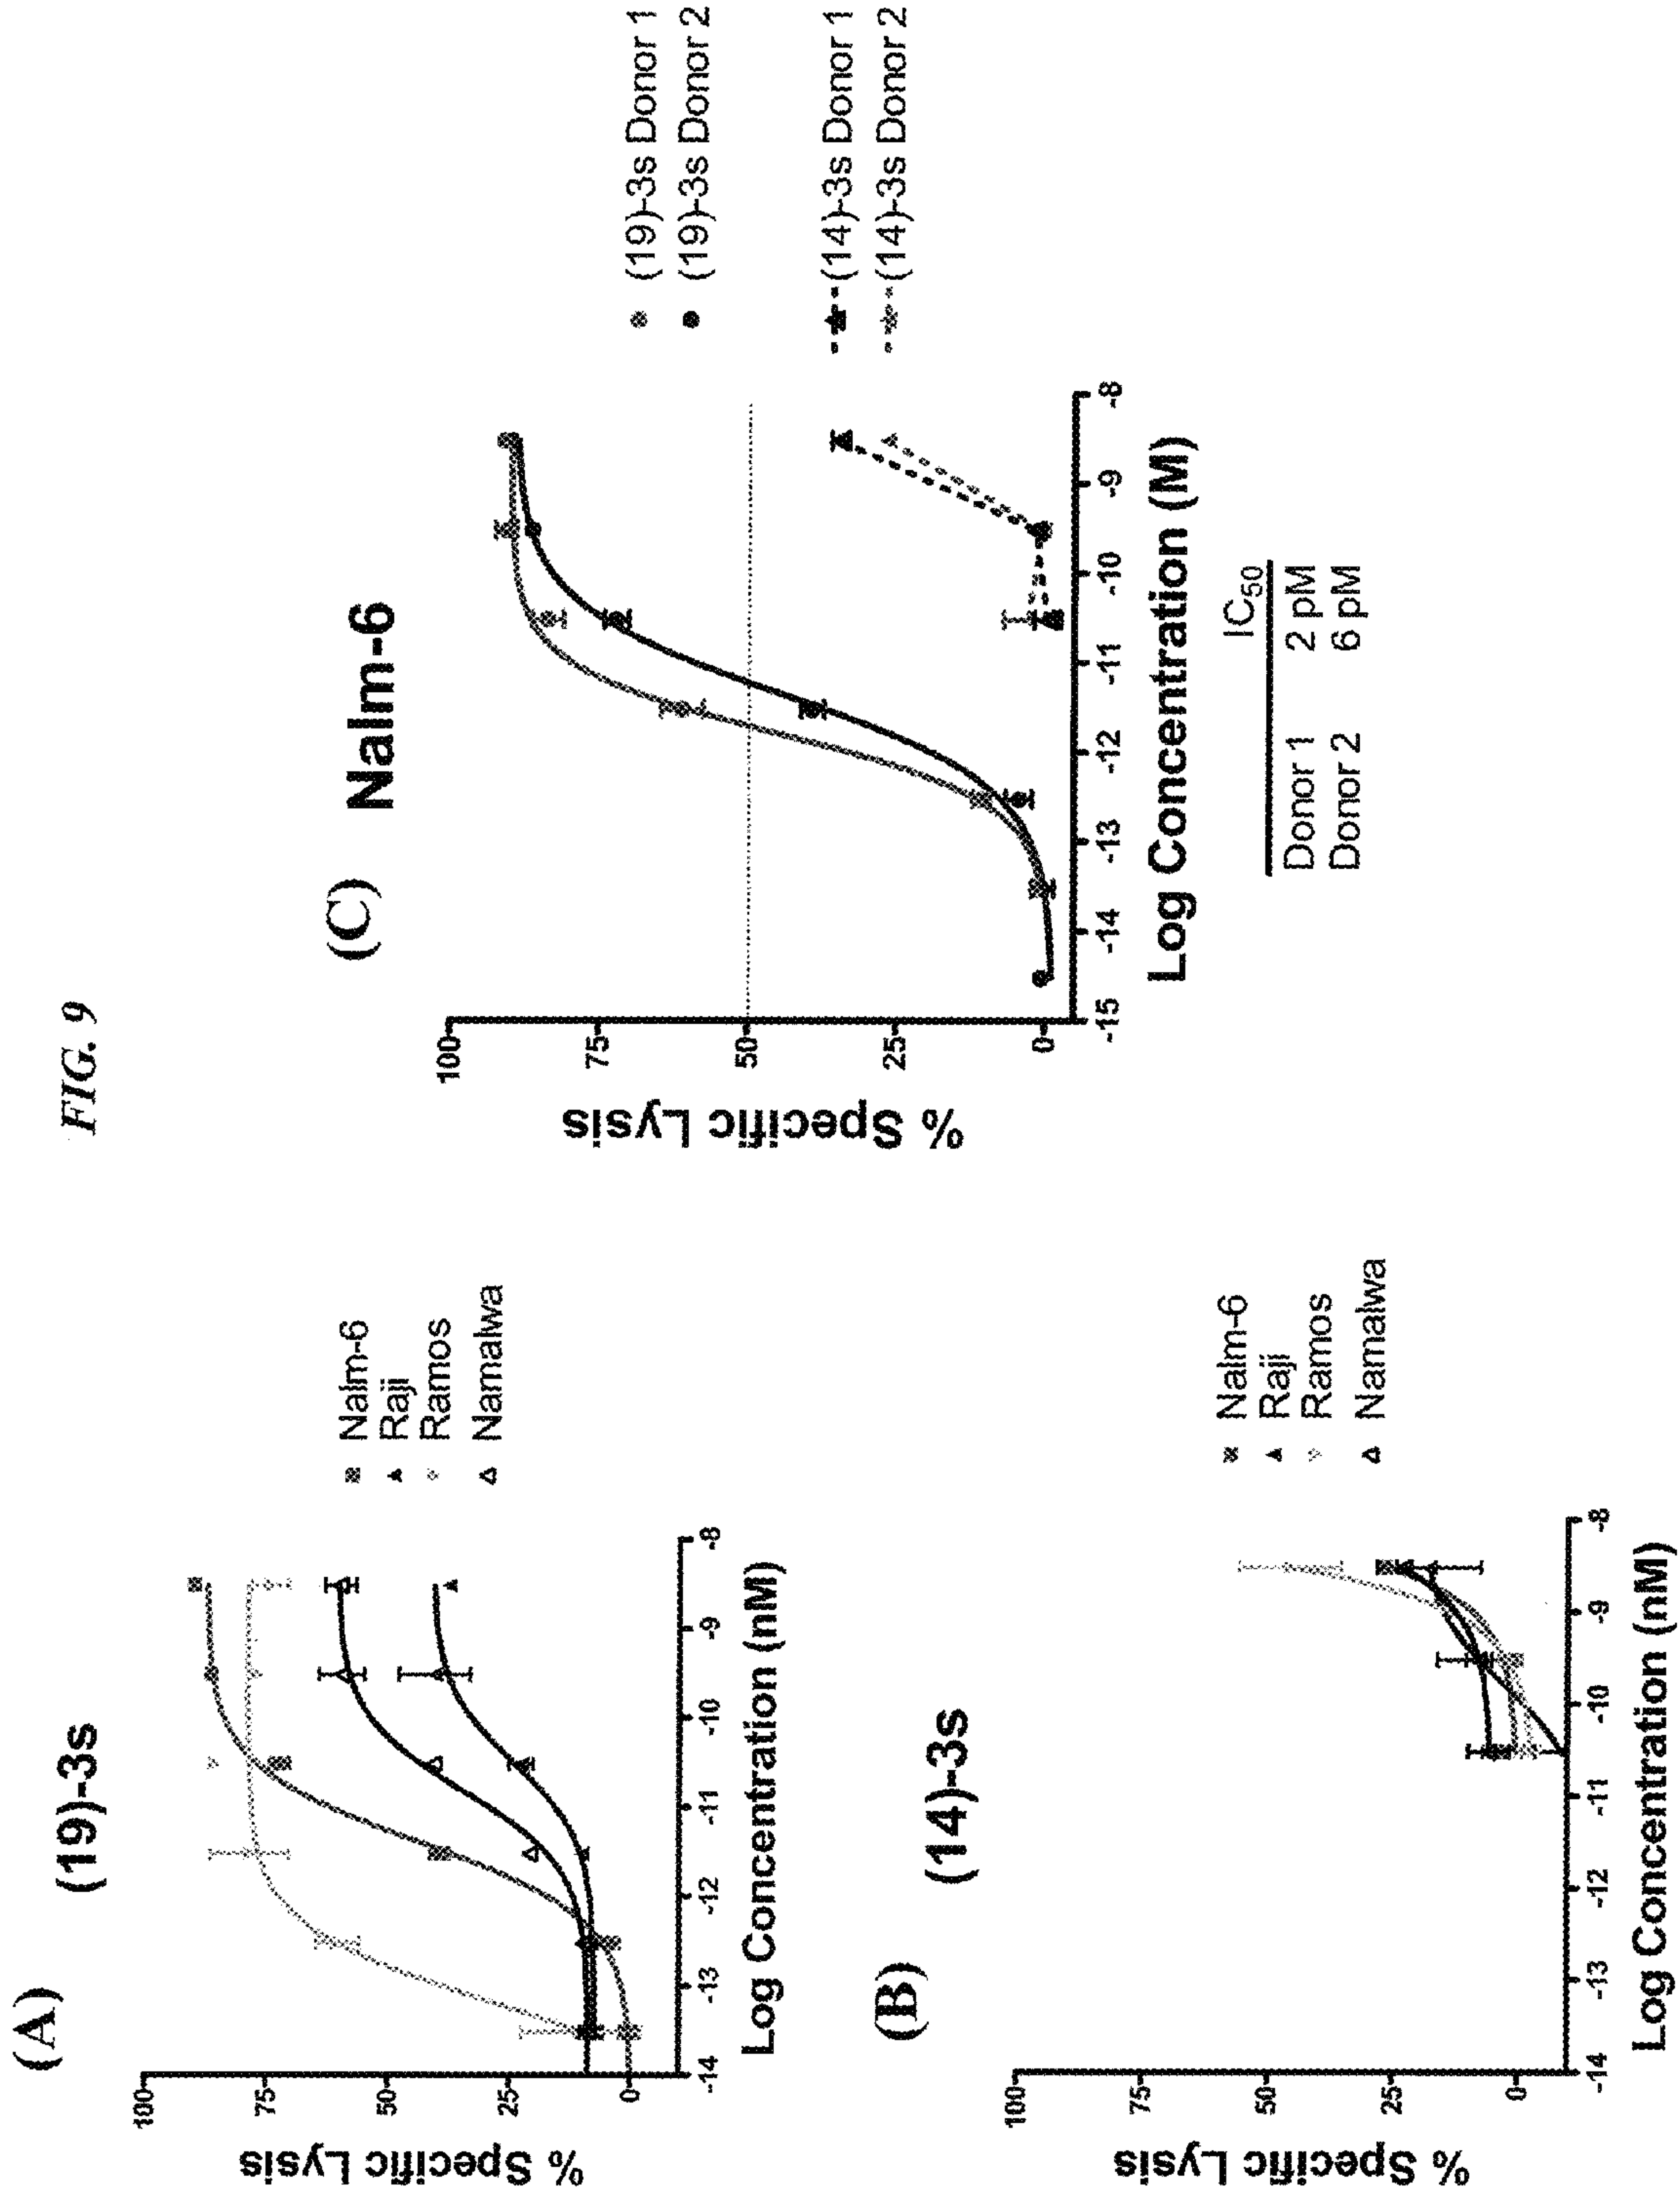 FIG. 9
(A)
(19)-3s
% Specific Lysis
100
75
50
25
0
-14
-13
-12
-11
-10
-9
-8
Log Concentration (nM)
Nalm-6
Raji
Ramos
Namalwa
(B)
(14)-3s
% Specific Lysis
100
75
50
25
0
-14
-13
-12
-11
-10
-9
-8
Log Concentration (nM)
Nalm-6
Raji
Ramos
Namalwa
(C) Nalm-6
% Specific Lysis
100
75
50
25
0
-15
-14
-13
-12
-11
-10
-9
-8
Log Concentration (M)
(19)-3s Donor 1
(19)-3s Donor 2
(14)-3s Donor 1
(14)-3s Donor 2
IC50
Donor 1 2 pM
Donor 2 6 pM